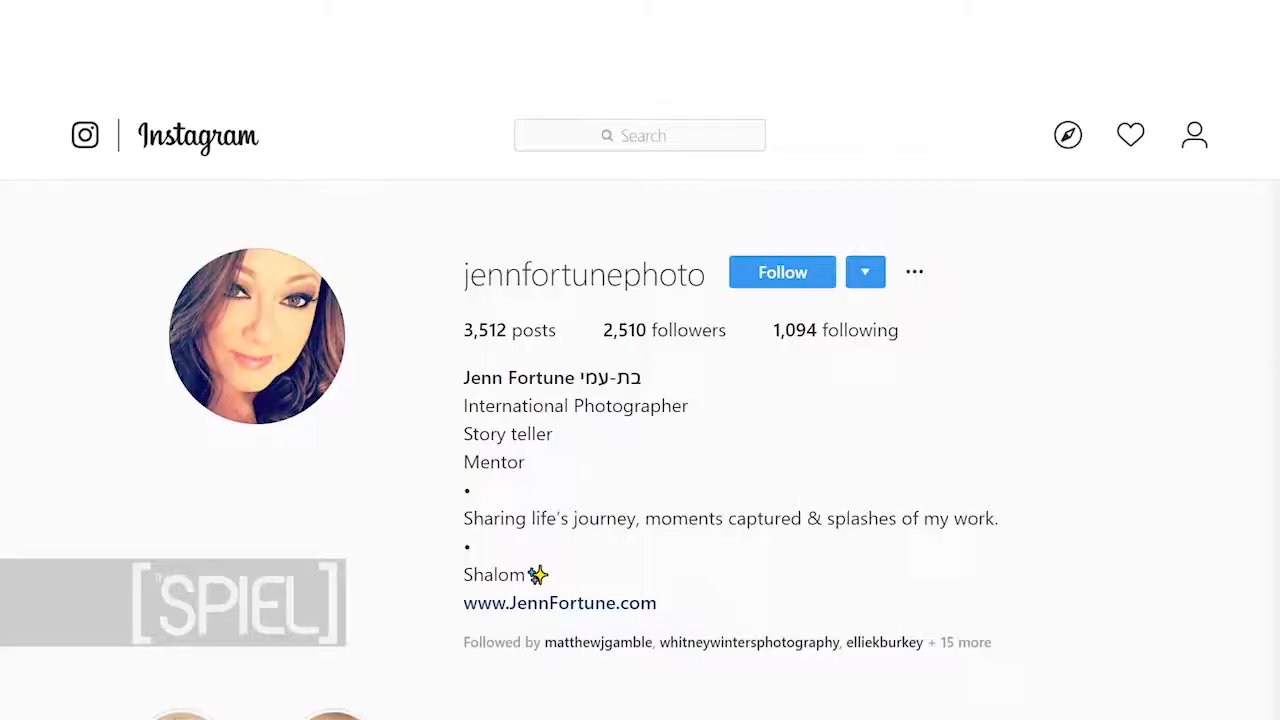 Instagram
Search
jennfortunephoto Follow
3,512 posts 2,510 followers 1,094 following
Jenn Fortune בת-עמי
International Photographer
Story teller
Mentor
•
Sharing life's journey, moments captured & splashes of my work.
•
Shalom✨
www.JennFortune.com
Followed by matthewjgamble, whitneywintersphotography, elliekburkey + 15 more
[THE SPIEL]